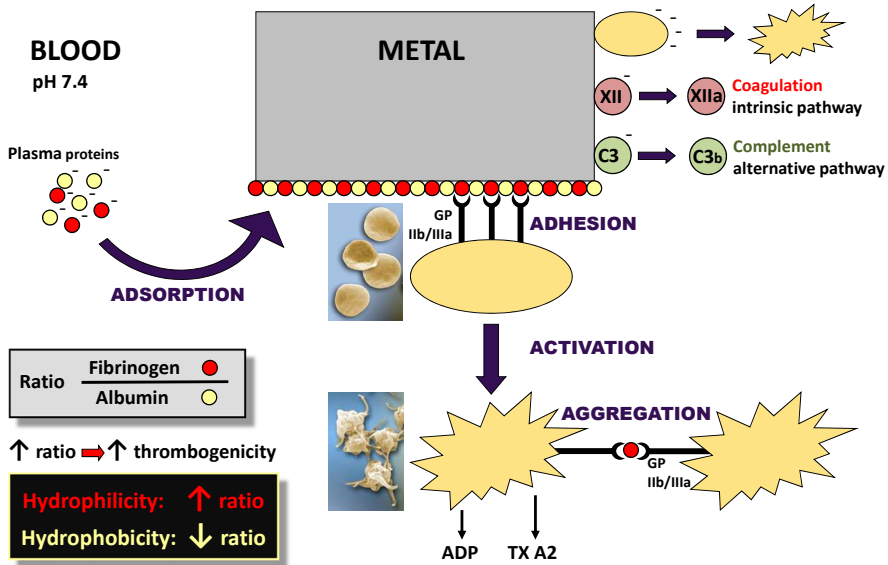 BLOOD
pH 7.4
METAL
XII
-
XIIa
Coagulation
intrinsic pathway
C3
-
C3b
Complement
alternative pathway
Plasma proteins
ADSORPTION
GP
IIb/IIIa
ADHESION
ACTIVATION
AGGREGATION
GP
IIb/IIIa
ADP
TX A2
Ratio
Fibrinogen
Albumin
↑ ratio ➡ ↑ thrombogenicity
Hydrophilicity: ↑ ratio
Hydrophobicity: ↓ ratio